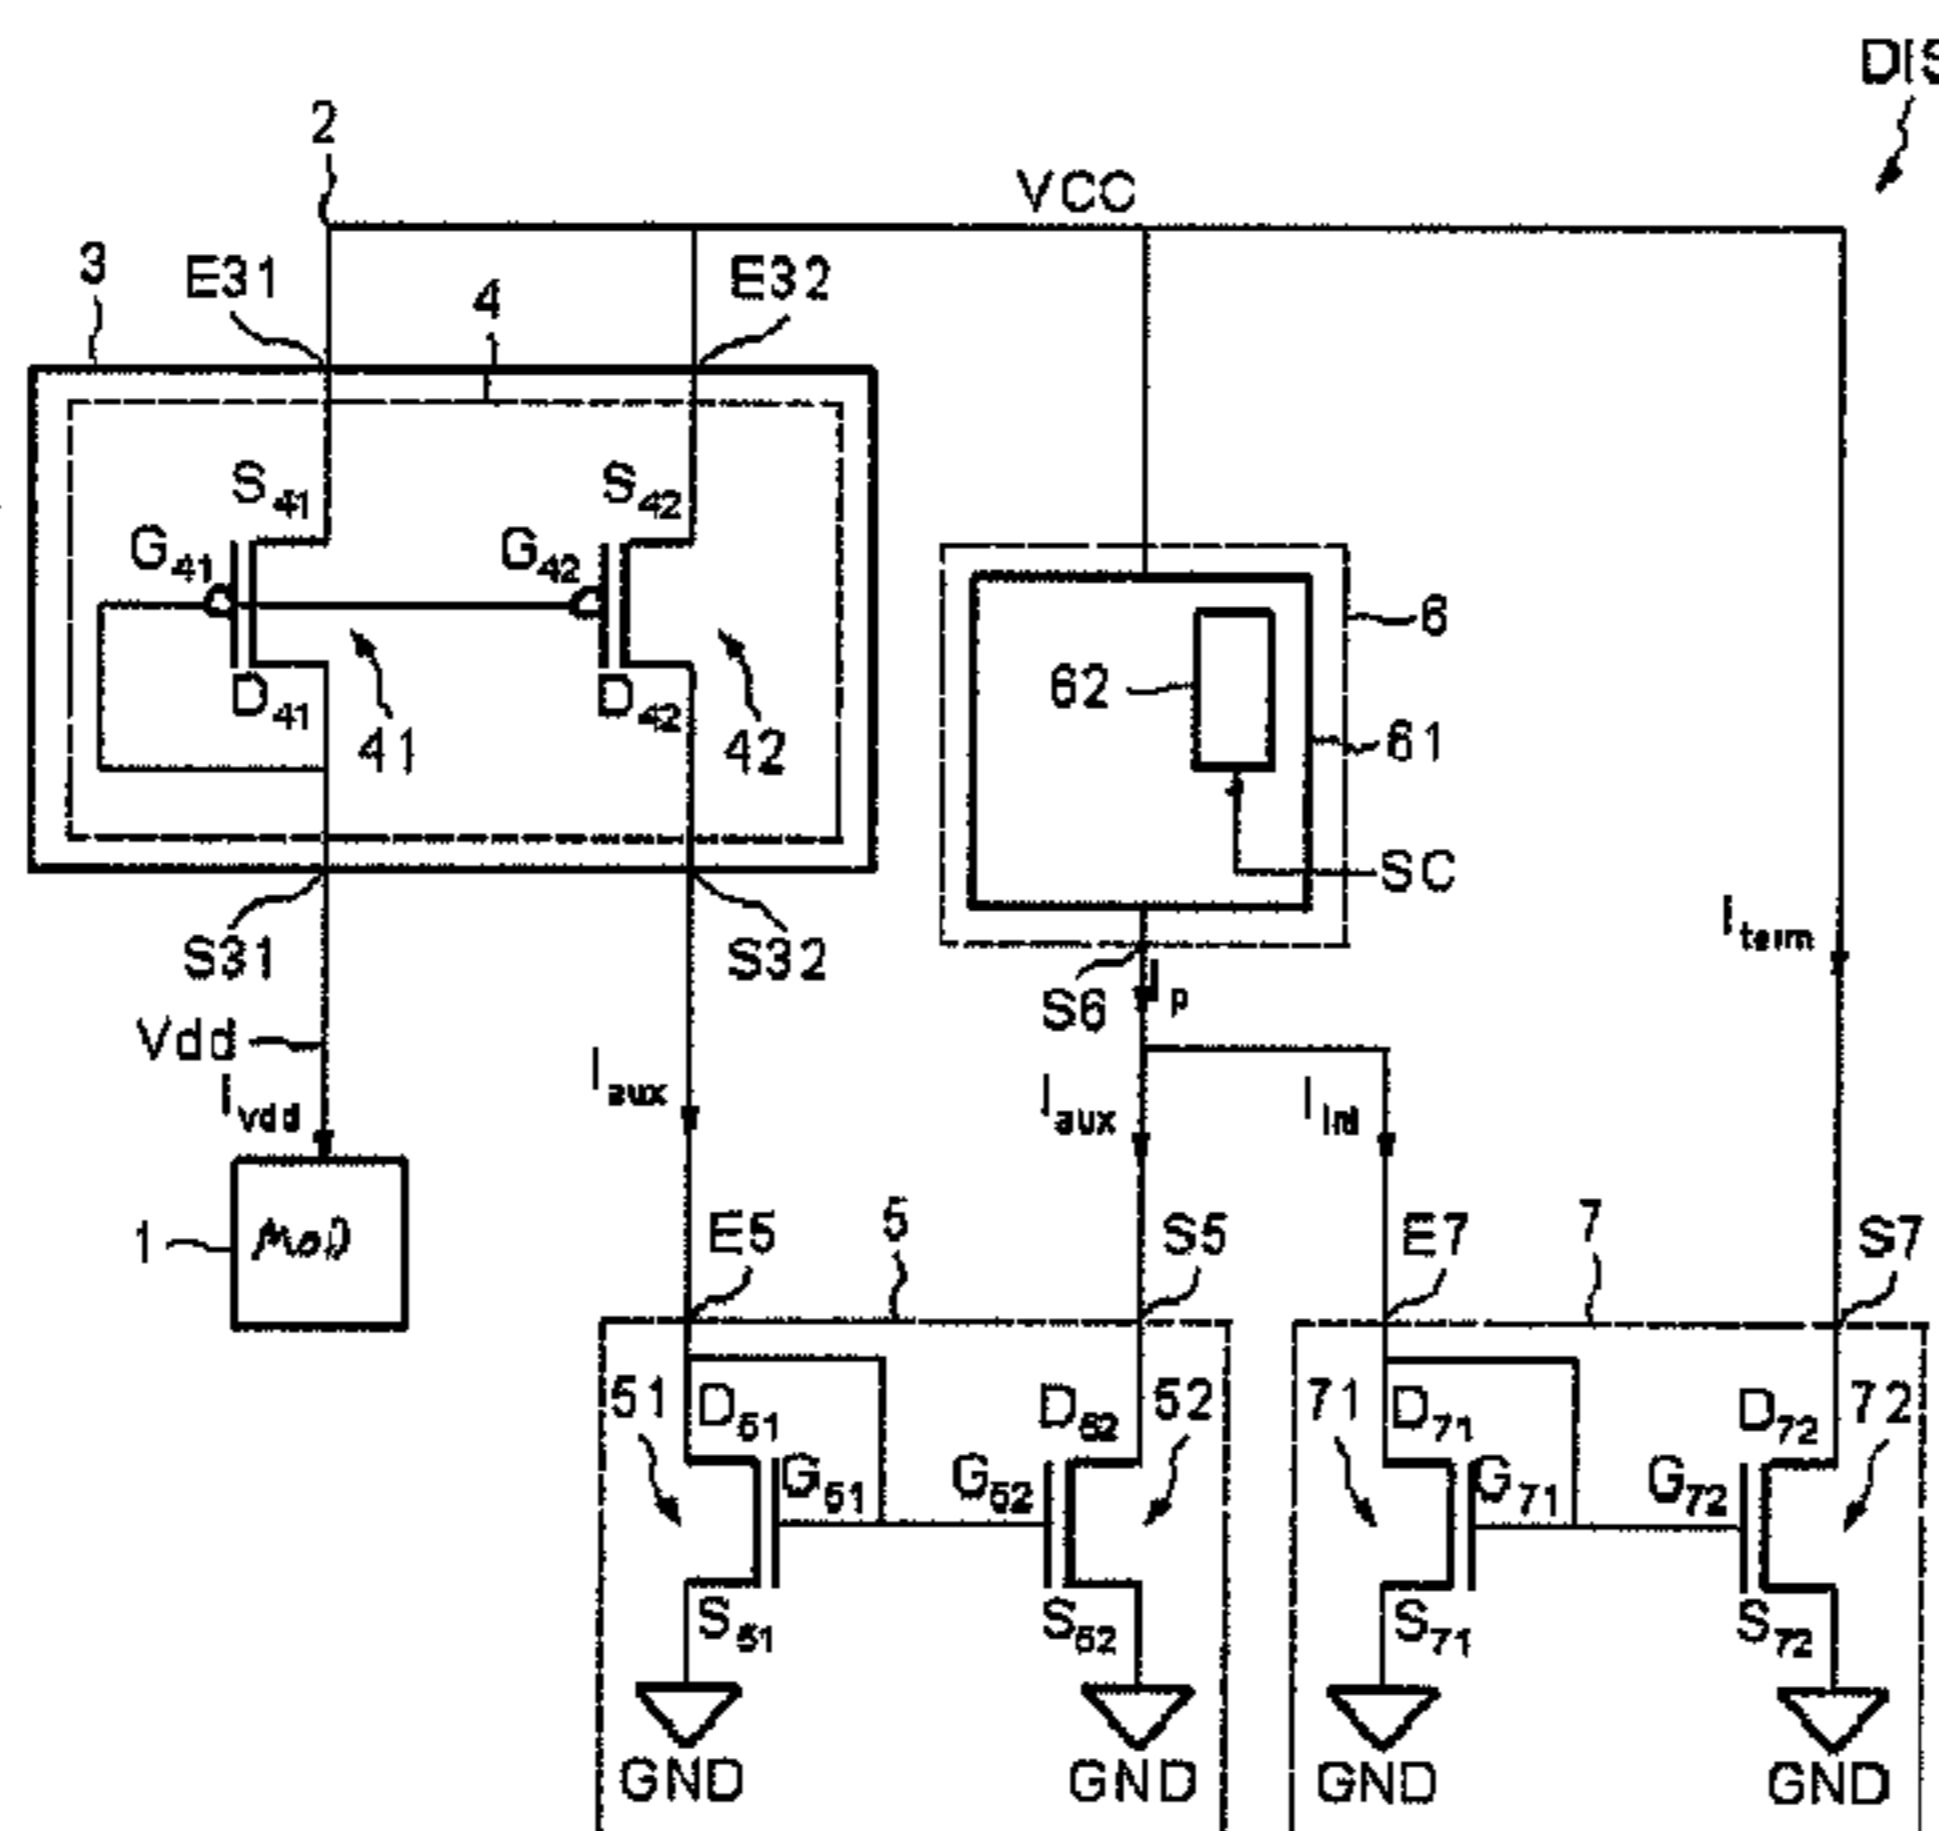 DIS
2
VCC
3
E31
4
E32
S41
S42
G41
G42
6
62
D41
D42
41
42
61
SC
S31
S32
Iterm
S6
Ip
Vdd
Ivdd
Iaux
Iaux
1
MOD
E5
5
S5
E7
7
S7
51
D51
D52
52
71
D71
D72
72
G51
G52
G71
G72
S51
S52
S71
S72
GND
GND
GND
GND